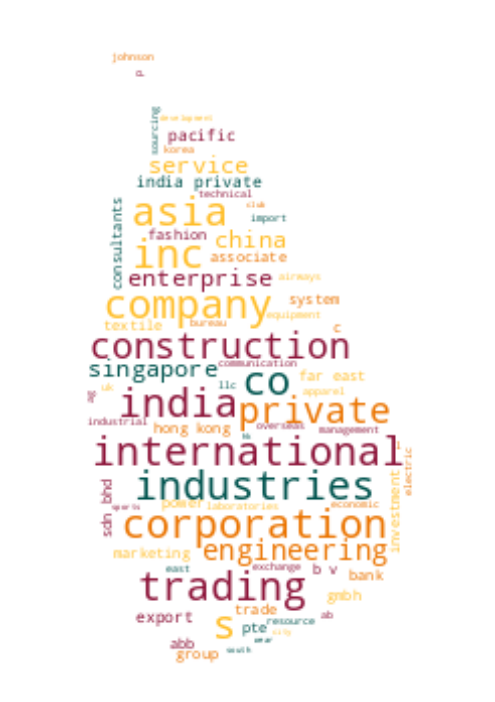 johnson
development
sourcing
pacific
korea
service
india private
technical
asia
club
import
consultants
fashion
china
inc
associate
enterprise
airways
company
system
equipment
textile
bureau
c
construction
communication
singapore
co
llc
far east
uk
apparel
ag
india
private
industrial
hong kong
overseas
management
hk
international
electric
industries
investment
sdn bhd
sports
power
laboratories
economic
corporation
engineering
marketing
east
exchange
b v
bank
trading
gmbh
export
trade
ab
s
pte
resource
city
wear
abb
south
group